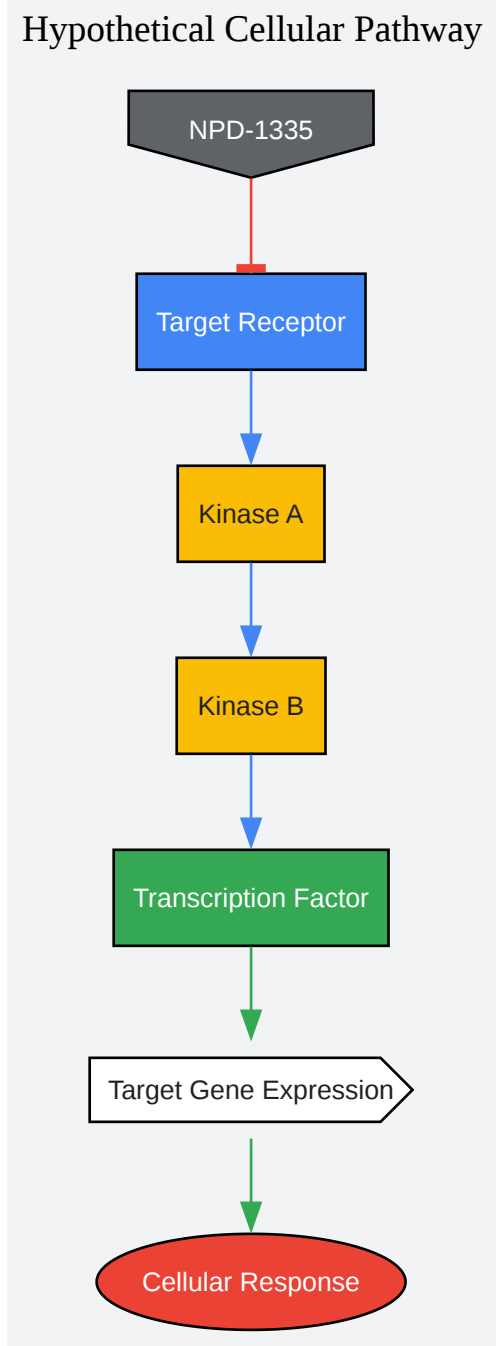 Hypothetical Cellular Pathway
NPD-1335
Target Receptor
Kinase A
Kinase B
Transcription Factor
Target Gene Expression
Cellular Response